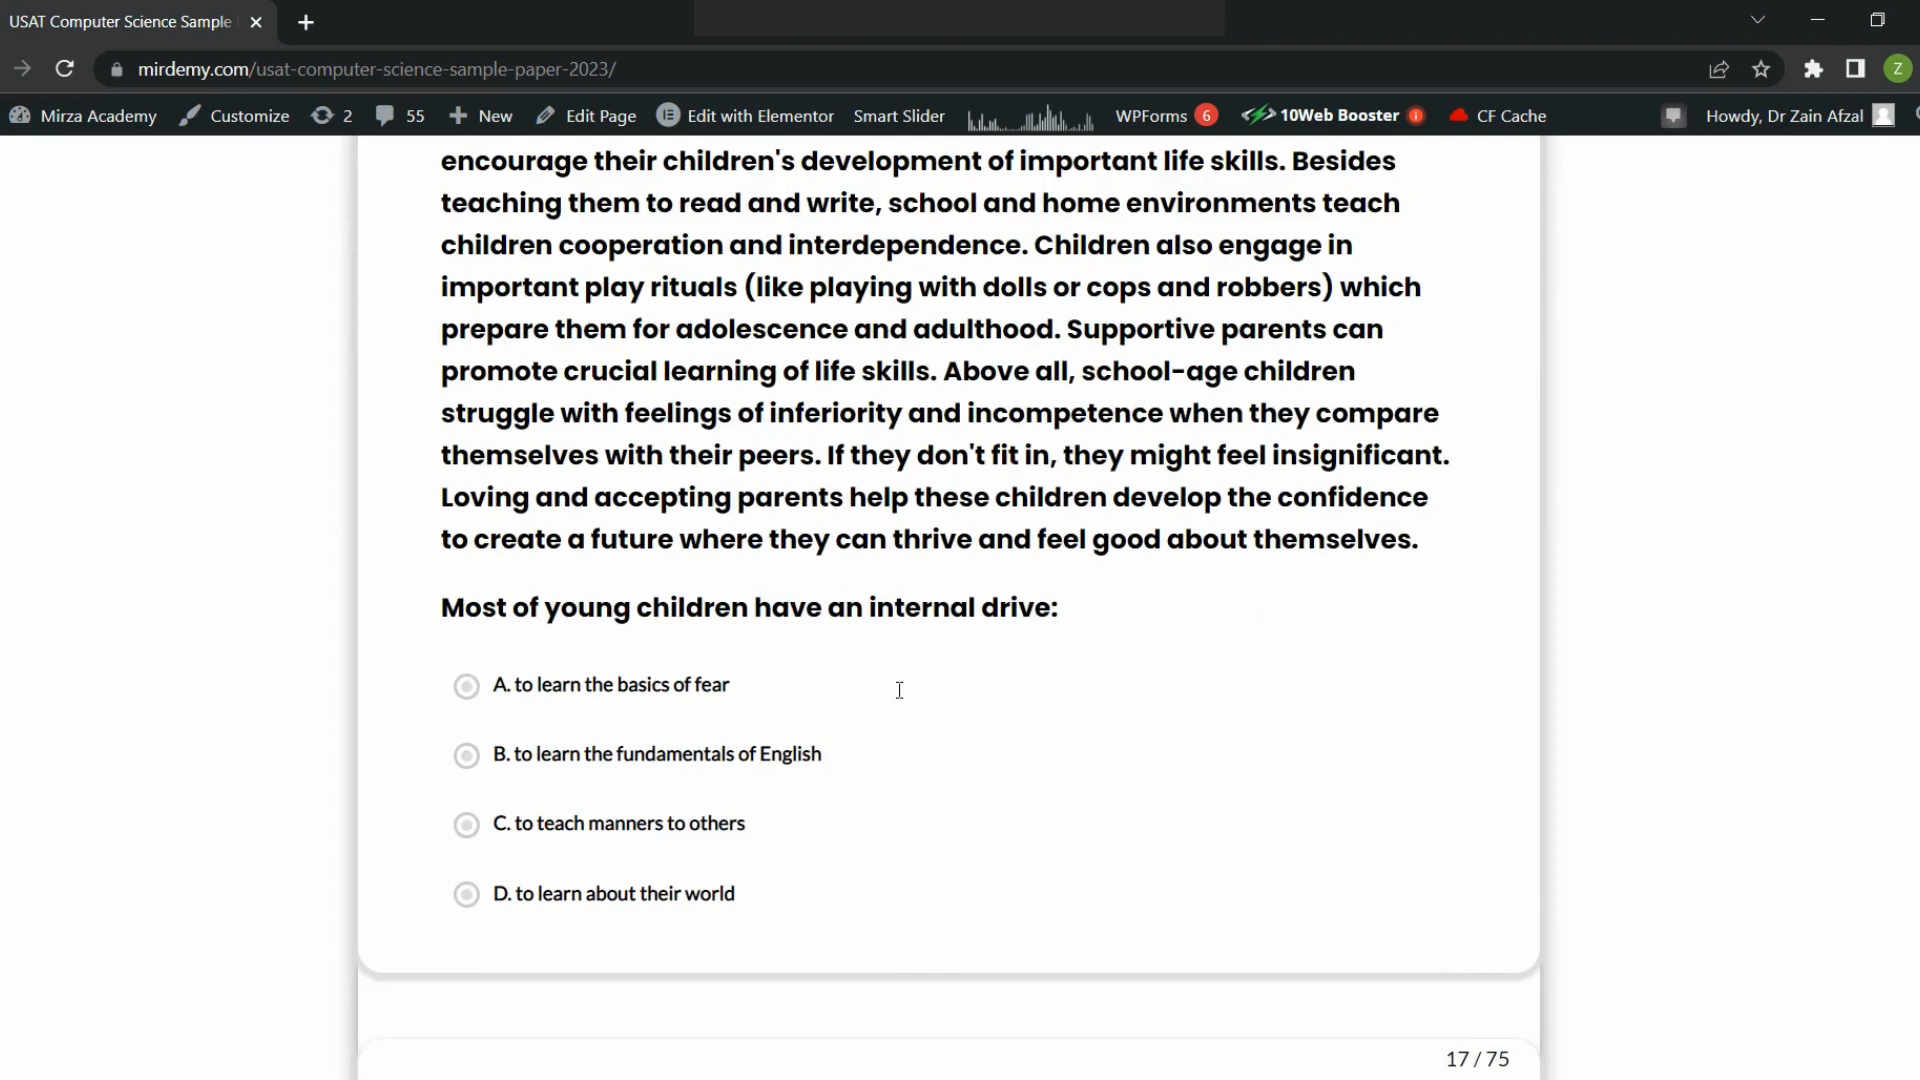 USAT Computer Science Sample
mirdemy.com/usat-computer-science-sample-paper-2023/
Z
Mirza Academy Customize 2 55 New Edit Page Edit with Elementor Smart Slider WPForms 6 10Web Booster CF Cache Howdy, Dr Zain Afzal
encourage their children's development of important life skills. Besides
teaching them to read and write, school and home environments teach
children cooperation and interdependence. Children also engage in
important play rituals (like playing with dolls or cops and robbers) which
prepare them for adolescence and adulthood. Supportive parents can
promote crucial learning of life skills. Above all, school-age children
struggle with feelings of inferiority and incompetence when they compare
themselves with their peers. If they don't fit in, they might feel insignificant.
Loving and accepting parents help these children develop the confidence
to create a future where they can thrive and feel good about themselves.
Most of young children have an internal drive:
A. to learn the basics of fear
B. to learn the fundamentals of English
C. to teach manners to others
D. to learn about their world
17 / 75